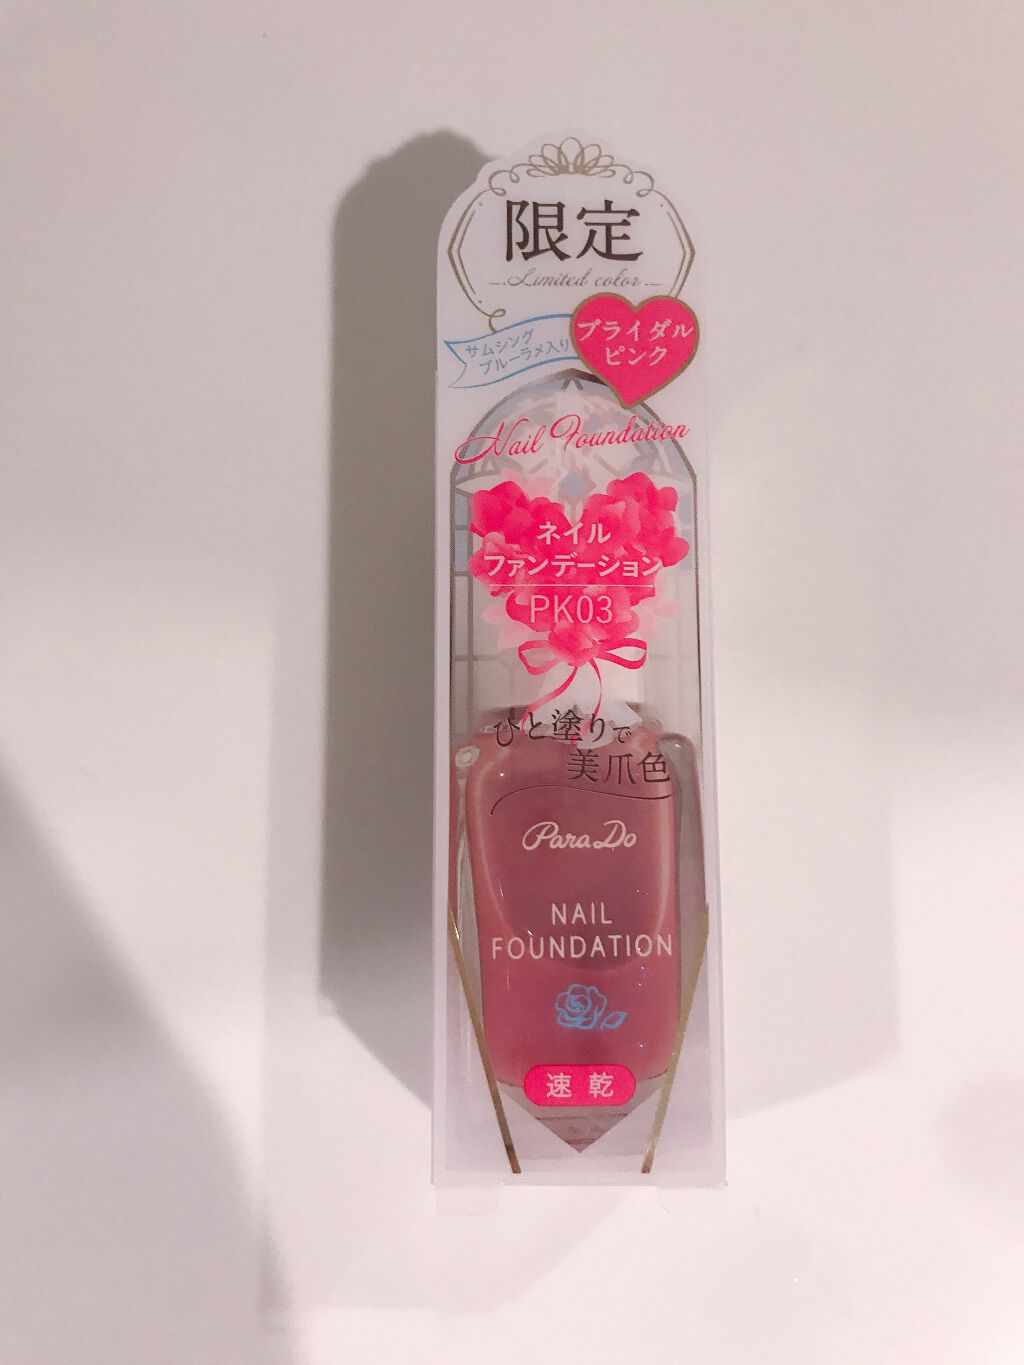 限定
Limited color
サムシング
ブルーラメ入り
ブライダル
ピンク
Nail Foundation
ネイル
ファンデーション
PK03
ひと塗りで
美爪色
Para Do
NAIL
FOUNDATION
速乾